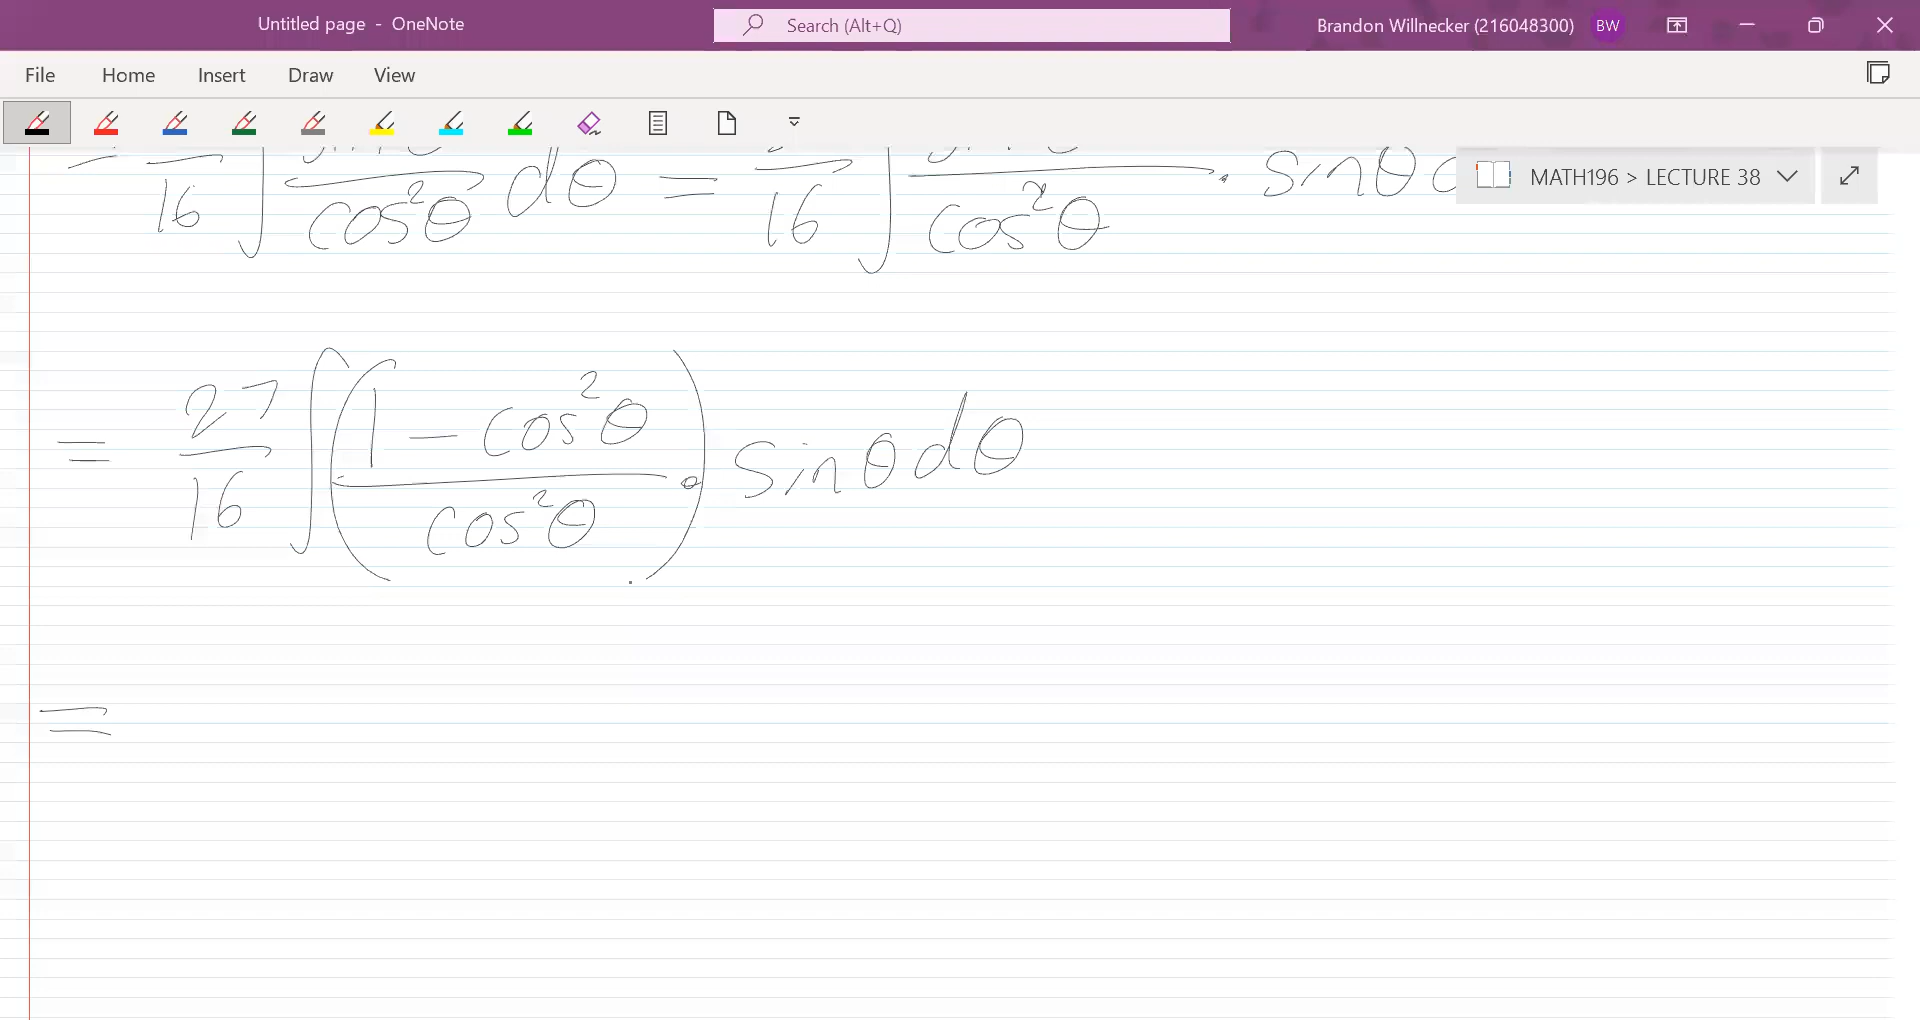 Untitled page - OneNote
Search (Alt+Q)
Brandon Willnecker (216048300) BW
File Home Insert Draw View
MATH196 > LECTURE 38
16 ∫ cos²θ dθ = 16 ∫ cos²θ · sinθ
= 27/16 ∫ (1 - cos²θ / cos²θ) · sinθ dθ
=